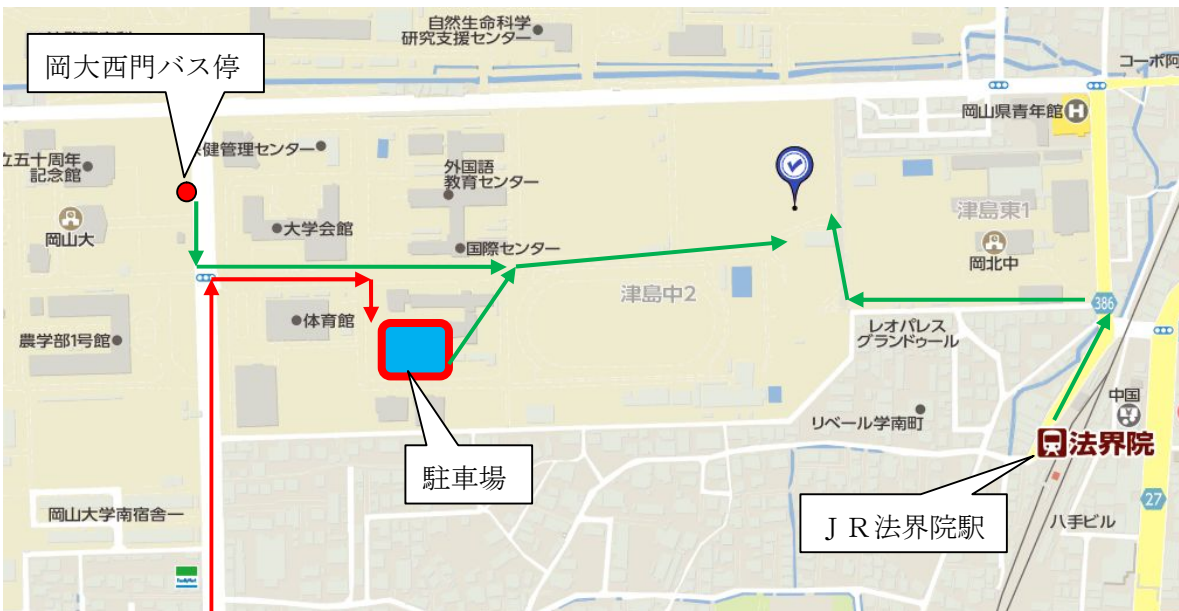 自然生命科学
研究支援センター
岡大西門バス停
コーポ阿
岡山県青年館
H
健管理センター
立五十周年
記念館
外国語
教育センター
津島東1
岡山大
大学会館
国際センター
岡北中
津島中2
386
体育館
農学部1号館
レオパレス
グランドゥール
中国
リベール学南町
法界院
駐車場
27
岡山大学南宿舎一
JR法界院駅
八手ビル
FamilyMart